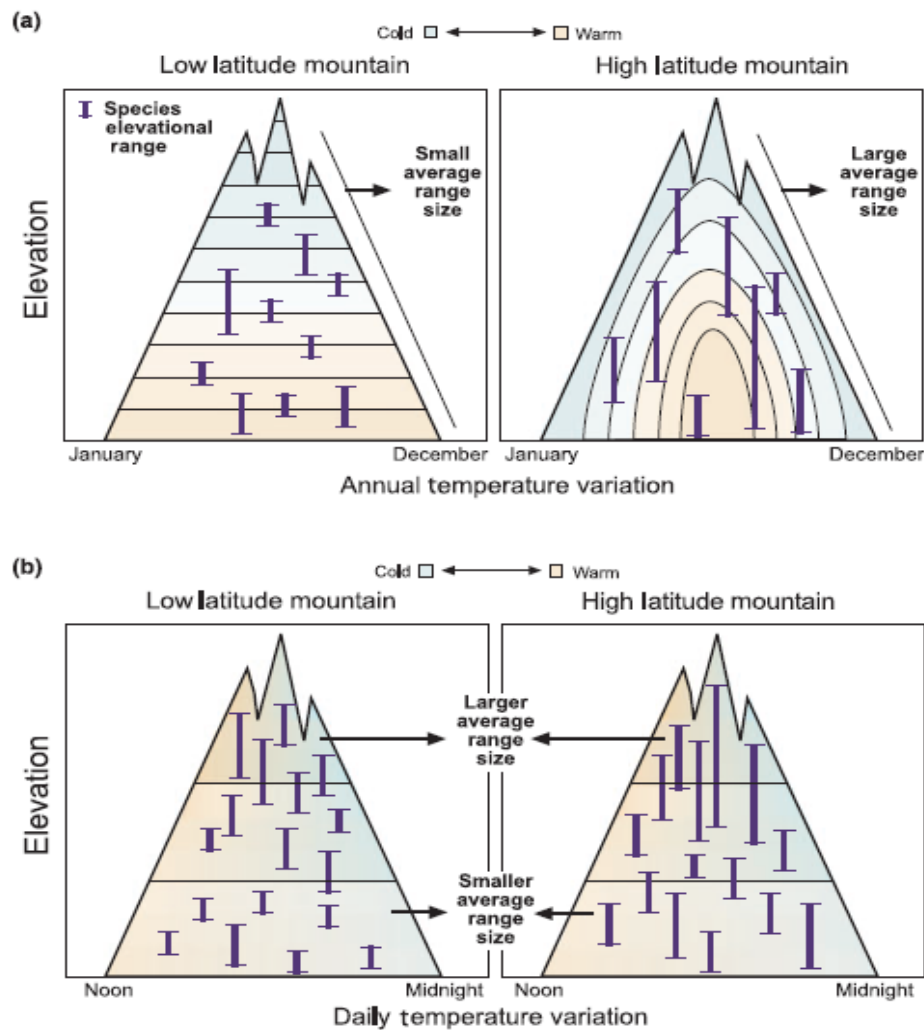 (a)
Cold Warm
Low latitude mountain High latitude mountain
Species
elevational
range
Small
average
range
size
Large
average
range
size
Elevation
January December January December
Annual temperature variation
(b)
Cold Warm
Low latitude mountain High latitude mountain
Larger
average
range
size
Elevation
Smaller
average
range
size
Noon Midnight Noon Midnight
Daily temperature variation